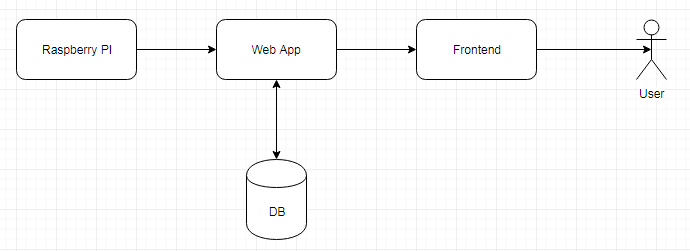 Raspberry PI
Web App
Frontend
User
DB